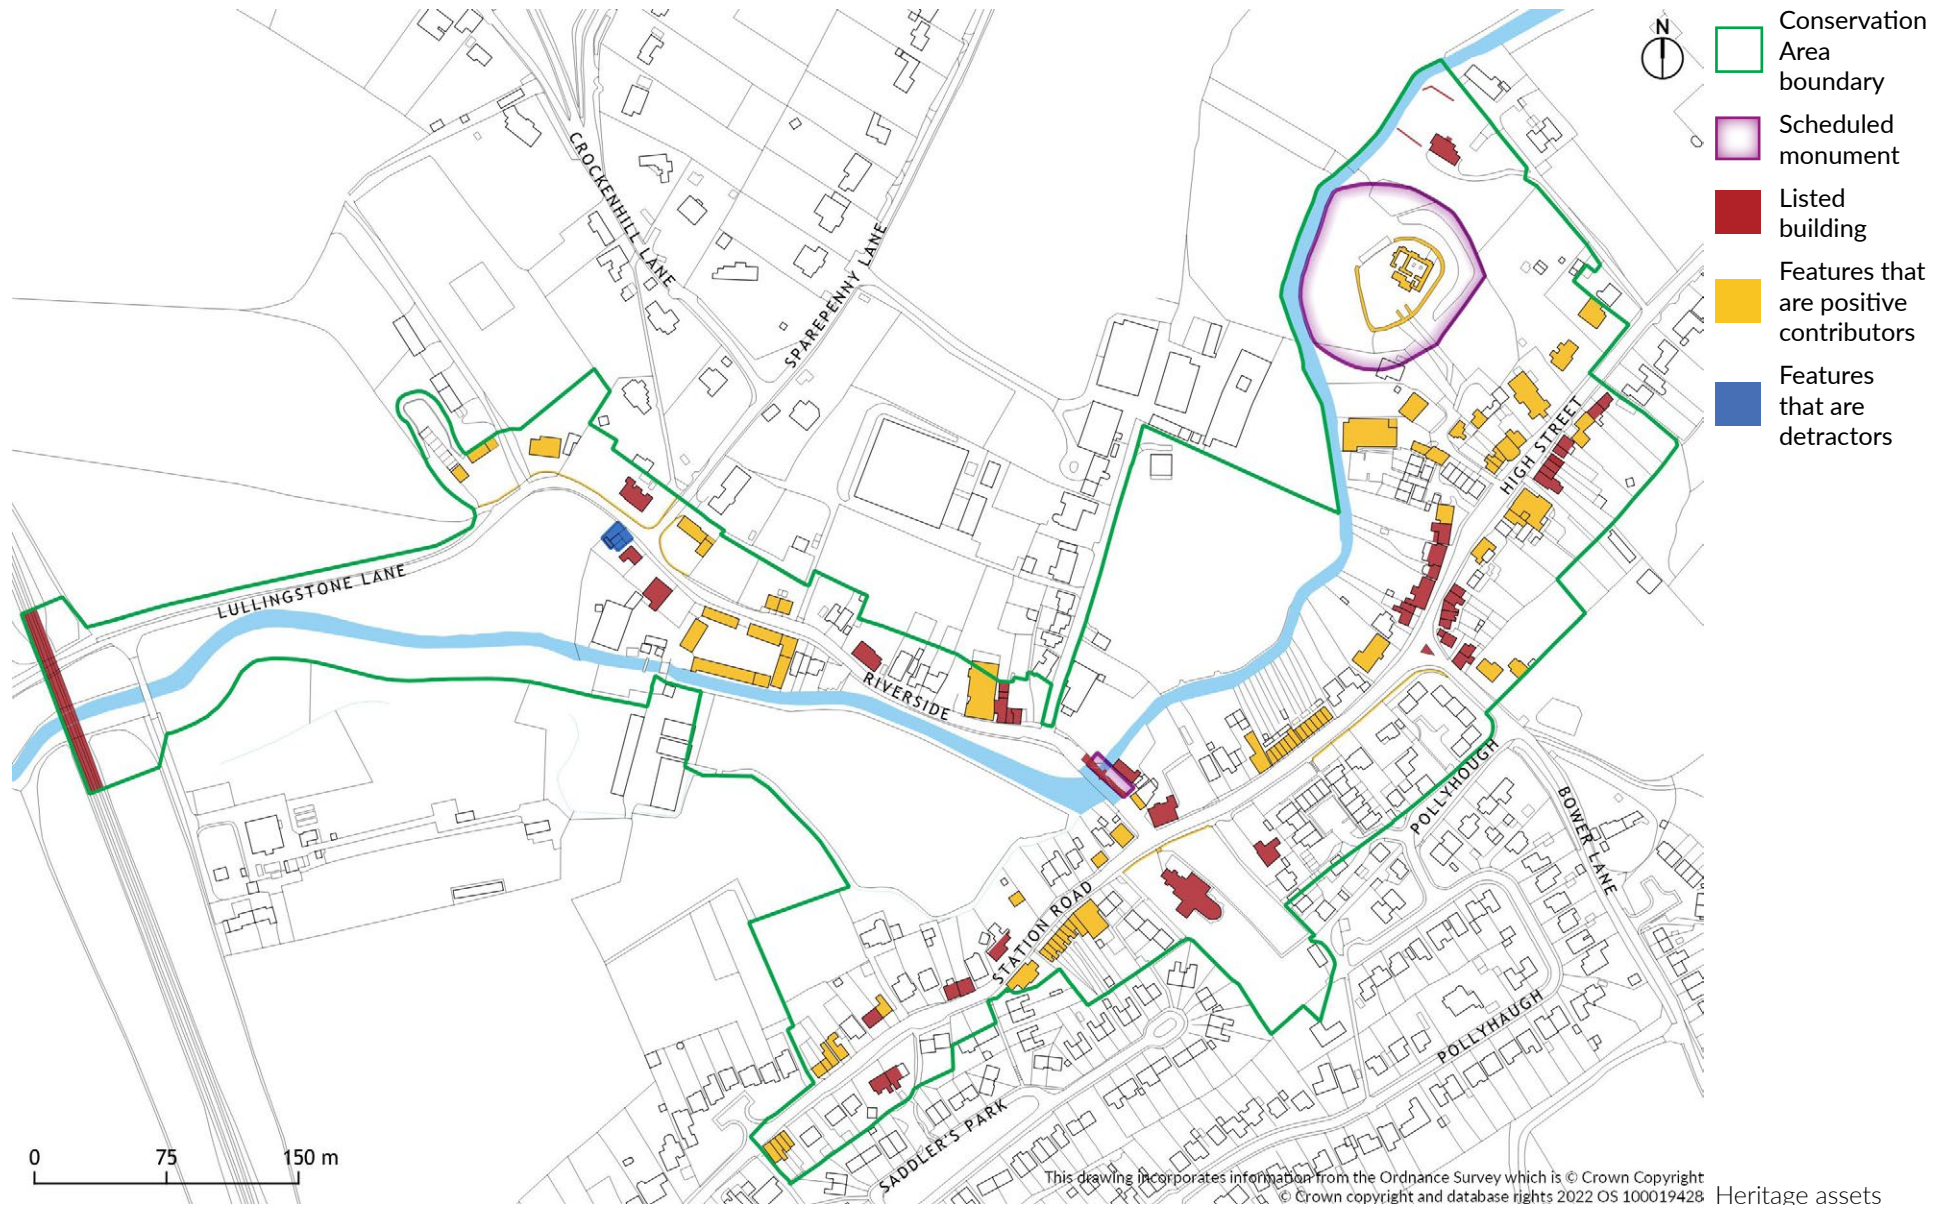 N
CROCKENHILL LANE
SPAREPENNY LANE
HIGH STREET
LULLINGSTONE LANE
RIVERSIDE
POLLYHOUGH
BOWER LANE
STATION ROAD
POLLYHAUGH
SADDLER'S PARK
0 75 150 m
This drawing incorporates information from the Ordnance Survey which is © Crown Copyright
© Crown copyright and database rights 2022 OS 100019428
Conservation
Area
boundary
Scheduled
monument
Listed
building
Features that
are positive
contributors
Features
that are
detractors
Heritage assets